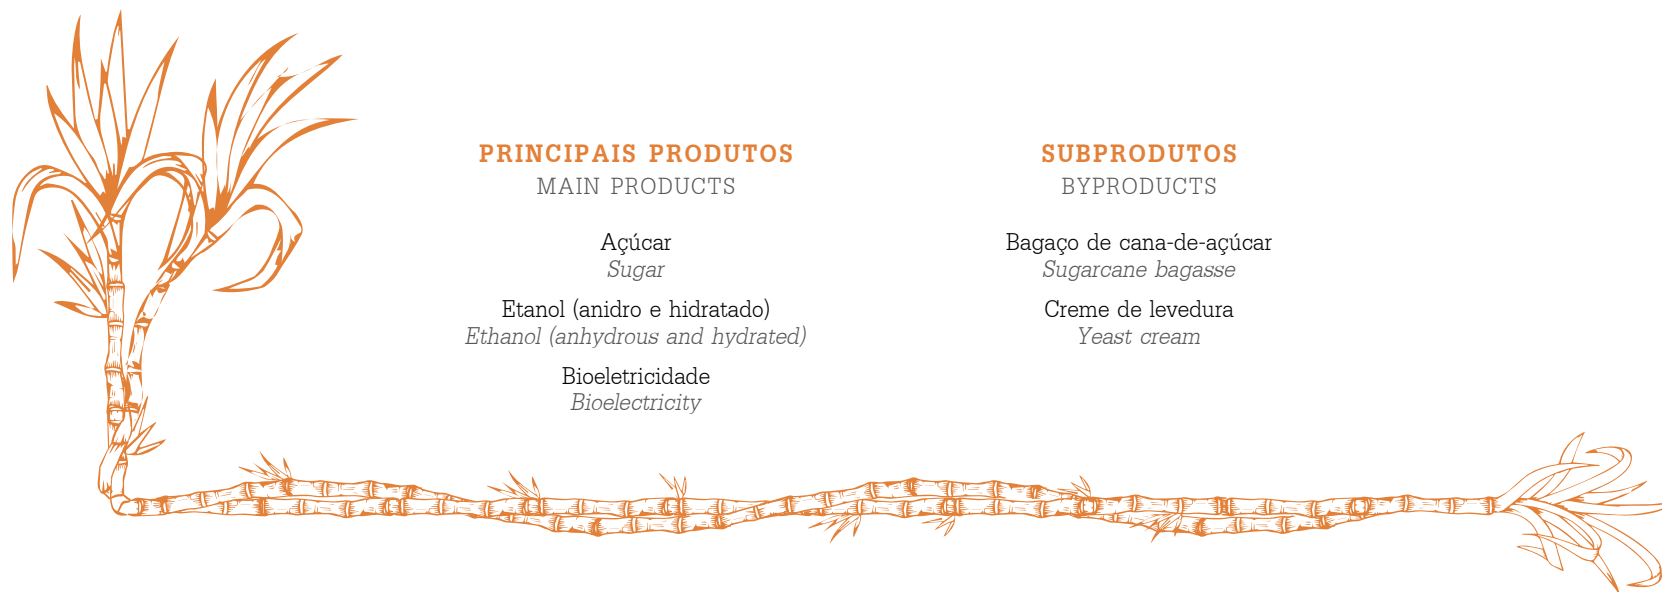 PRINCIPAIS PRODUTOS
MAIN PRODUCTS
Açúcar
Sugar
Etanol (anidro e hidratado)
Ethanol (anhydrous and hydrated)
Bioeletricidade
Bioelectricity
SUBPRODUTOS
BYPRODUCTS
Bagaço de cana-de-açúcar
Sugarcane bagasse
Creme de levedura
Yeast cream